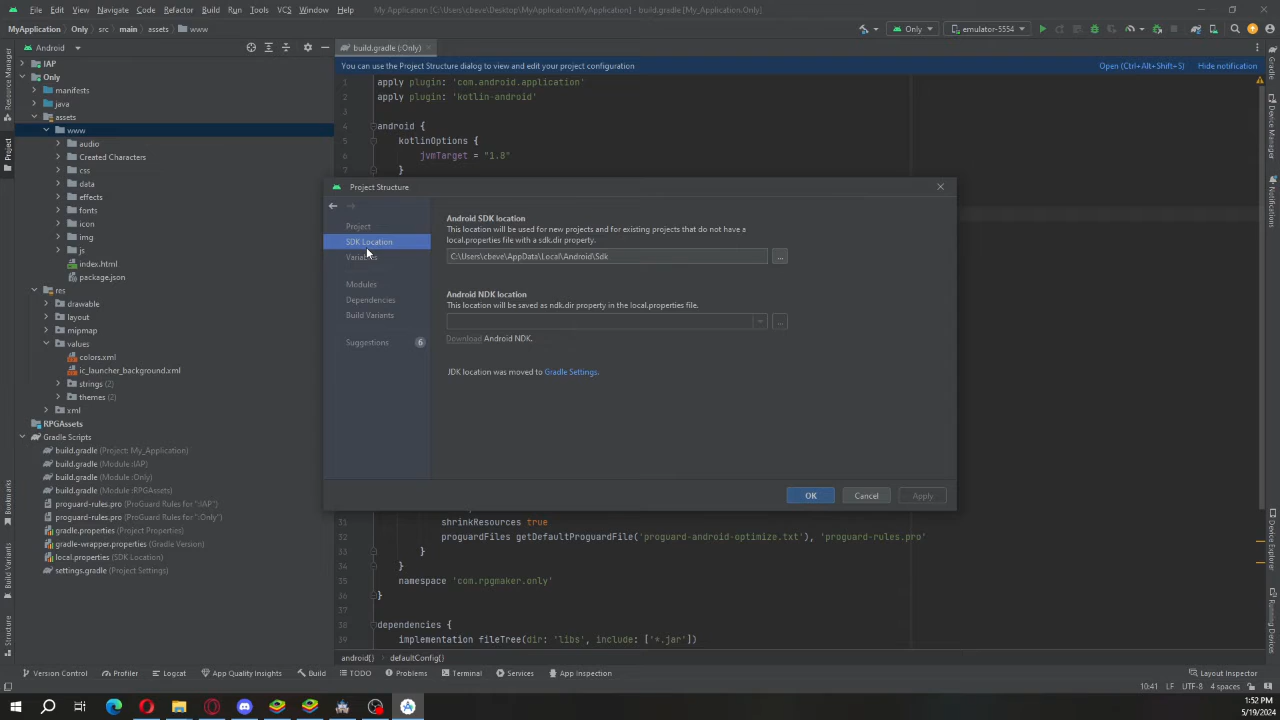 File Edit View Navigate Code Refactor Build Run Tools VCS Window Help My Application (C:\Users\cbeve\Desktop\MyApplication\MyApplication) - build.gradle (:My_Application.Only)
MyApplication Only src main assets www Only emulator-5554
Android build.gradle (:Only)
You can use the Project Structure dialog to view and edit your project configuration Open (Ctrl+Alt+Shift+S) Hide notification
Resource Manager
Project
Bookmarks
Build Variants
Structure
IAP
Only
manifests
java
assets
www
audio
Created Characters
css
data
effects
fonts
icon
img
js
index.html
package.json
res
drawable
layout
mipmap
values
colors.xml
ic_launcher_background.xml
strings (2)
themes (2)
xml
RPGAssets
Gradle Scripts
build.gradle (Project: My_Application)
build.gradle (Module :IAP)
build.gradle (Module :Only)
build.gradle (Module :RPGAssets)
proguard-rules.pro (ProGuard Rules for ":IAP)
proguard-rules.pro (ProGuard Rules for ":Only)
gradle.properties (Project Properties)
gradle-wrapper.properties (Gradle Version)
local.properties (SDK Location)
settings.gradle (Project Settings)
1 apply plugin: 'com.android.application'
2 apply plugin: 'kotlin-android'
3
4 android {
5 kotlinOptions {
6 jvmTarget = "1.8"
7 }
Project Structure
Project
SDK Location
Variables
Modules
Dependencies
Build Variants
Suggestions 6
Android SDK location
This location will be used for new projects and for existing projects that do not have a
local.properties file with a sdk.dir property.
C:\Users\cbeve\AppData\Local\Android\Sdk ...
Android NDK location
This location will be saved as ndk.dir property in the local.properties file.
...
Download Android NDK.
JDK location was moved to Gradle Settings.
OK Cancel Apply
31 shrinkResources true
32 proguardFiles getDefaultProguardFile('proguard-android-optimize.txt'), 'proguard-rules.pro'
33 }
34 }
35 namespace 'com.rpgmaker.only'
36 }
37
38 dependencies {
39 implementation fileTree(dir: 'libs', include: ['*.jar'])
android{} defaultConfig{}
Gradle
Device Manager
Notifications
Device Explorer
Running Devices
Version Control Profiler Logcat App Quality Insights Build TODO Problems Terminal Services App Inspection Layout Inspector
10:41 LF UTF-8 4 spaces
1:52 PM
5/19/2024